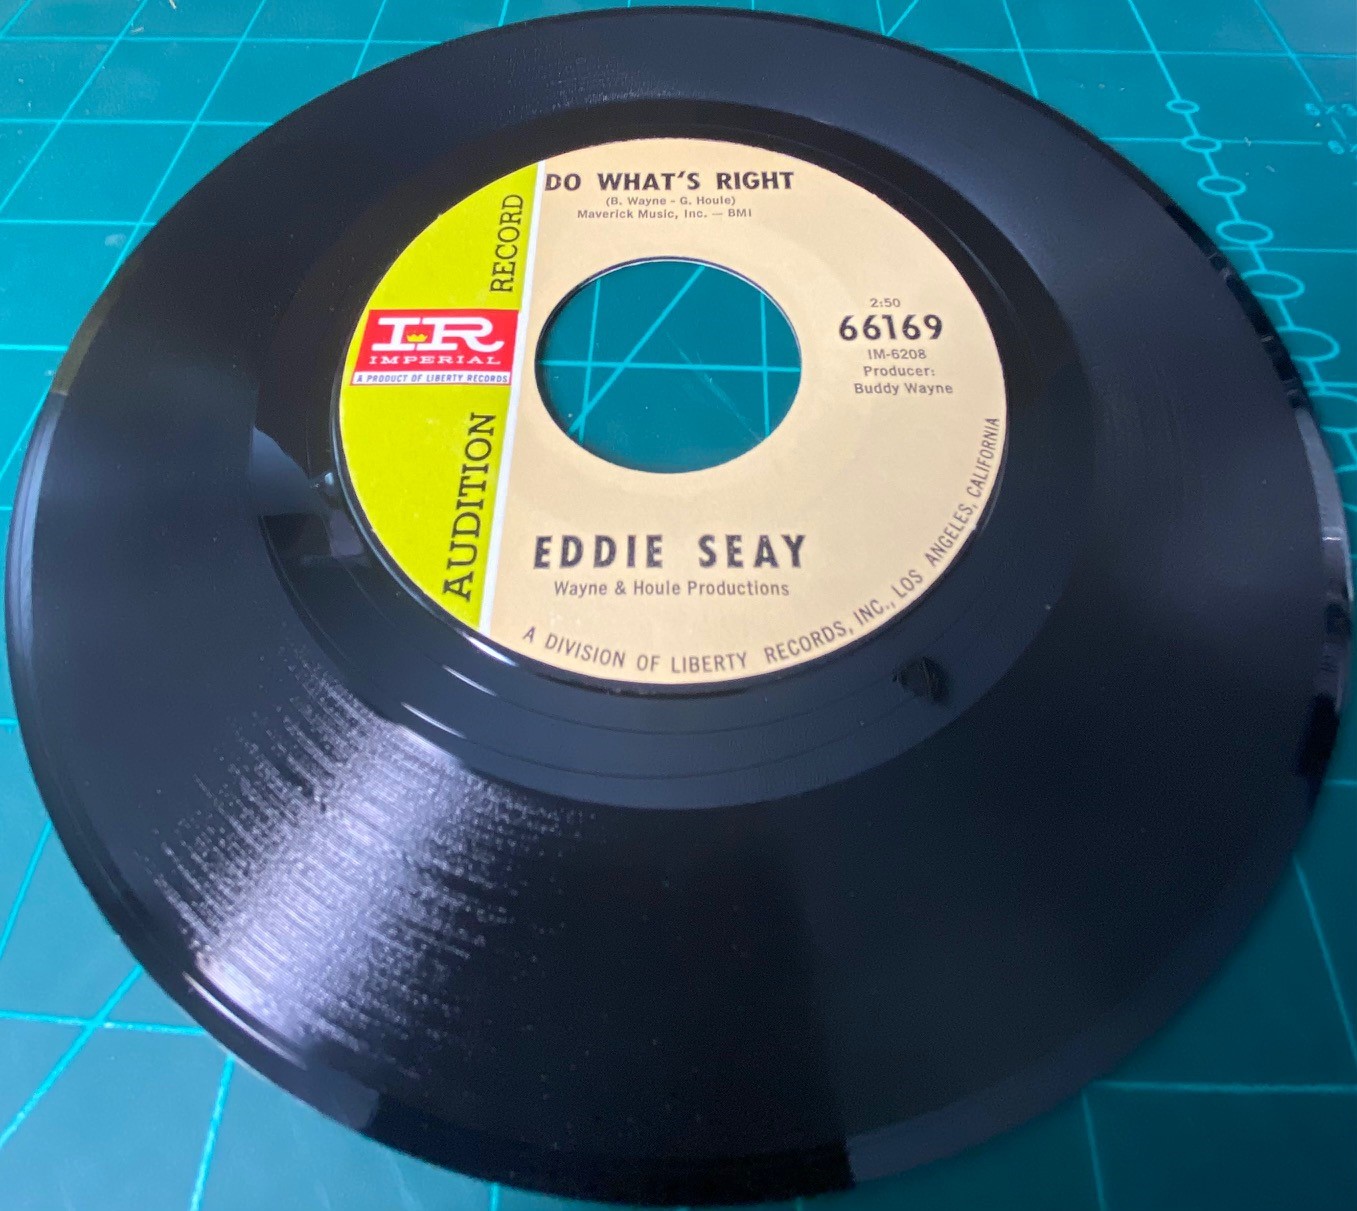 DO WHAT'S RIGHT
(B. Wayne - G. Houle)
Maverick Music, Inc. — BMI
RECORD
IR
IMPERIAL
A PRODUCT OF LIBERTY RECORDS
AUDITION
2:50
66169
IM-6208
Producer:
Buddy Wayne
EDDIE SEAY
Wayne & Houle Productions
A DIVISION OF LIBERTY RECORDS, INC., LOS ANGELES, CALIFORNIA